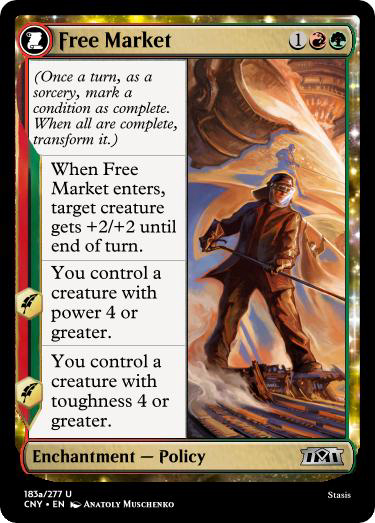 Free Market
1
(Once a turn, as a
sorcery, mark a
condition as complete.
When all are complete,
transform it.)
When Free
Market enters,
target creature
gets +2/+2 until
end of turn.
You control a
creature with
power 4 or
greater.
You control a
creature with
toughness 4 or
greater.
Enchantment — Policy
183a/277 U
CNY • EN Anatoly Muschenko
Stasis